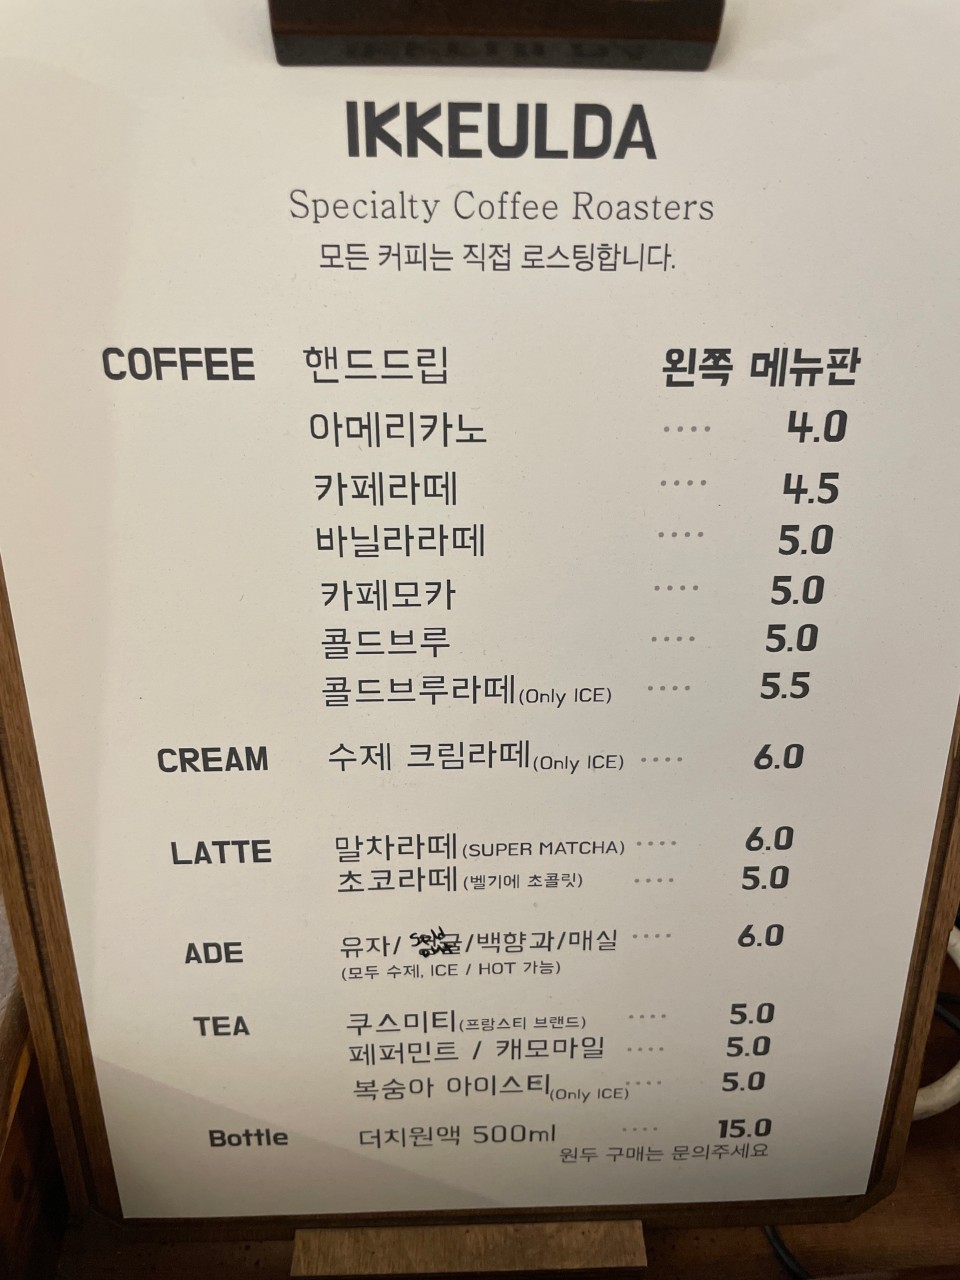 IKKEULDA
Specialty Coffee Roasters
모든 커피는 직접 로스팅합니다.
COFFEE 핸드드립 왼쪽 메뉴판
아메리카노 .... 4.0
카페라떼 .... 4.5
바닐라라떼 .... 5.0
카페모카 .... 5.0
콜드브루 .... 5.0
콜드브루라떼(Only ICE) .... 5.5
CREAM 수제 크림라떼(Only ICE) .... 6.0
LATTE 말차라떼(SUPER MATCHA) .... 6.0
초코라떼(벨기에 초콜릿) .... 5.0
ADE 유자/ /백향과/매실 .... 6.0
(모두 수제, ICE / HOT 가능)
TEA 쿠스미티(프랑스티 브랜드) .... 5.0
페퍼민트 / 캐모마일 .... 5.0
복숭아 아이스티(Only ICE) .... 5.0
Bottle 더치원액 500ml .... 15.0
원두 구매는 문의주세요